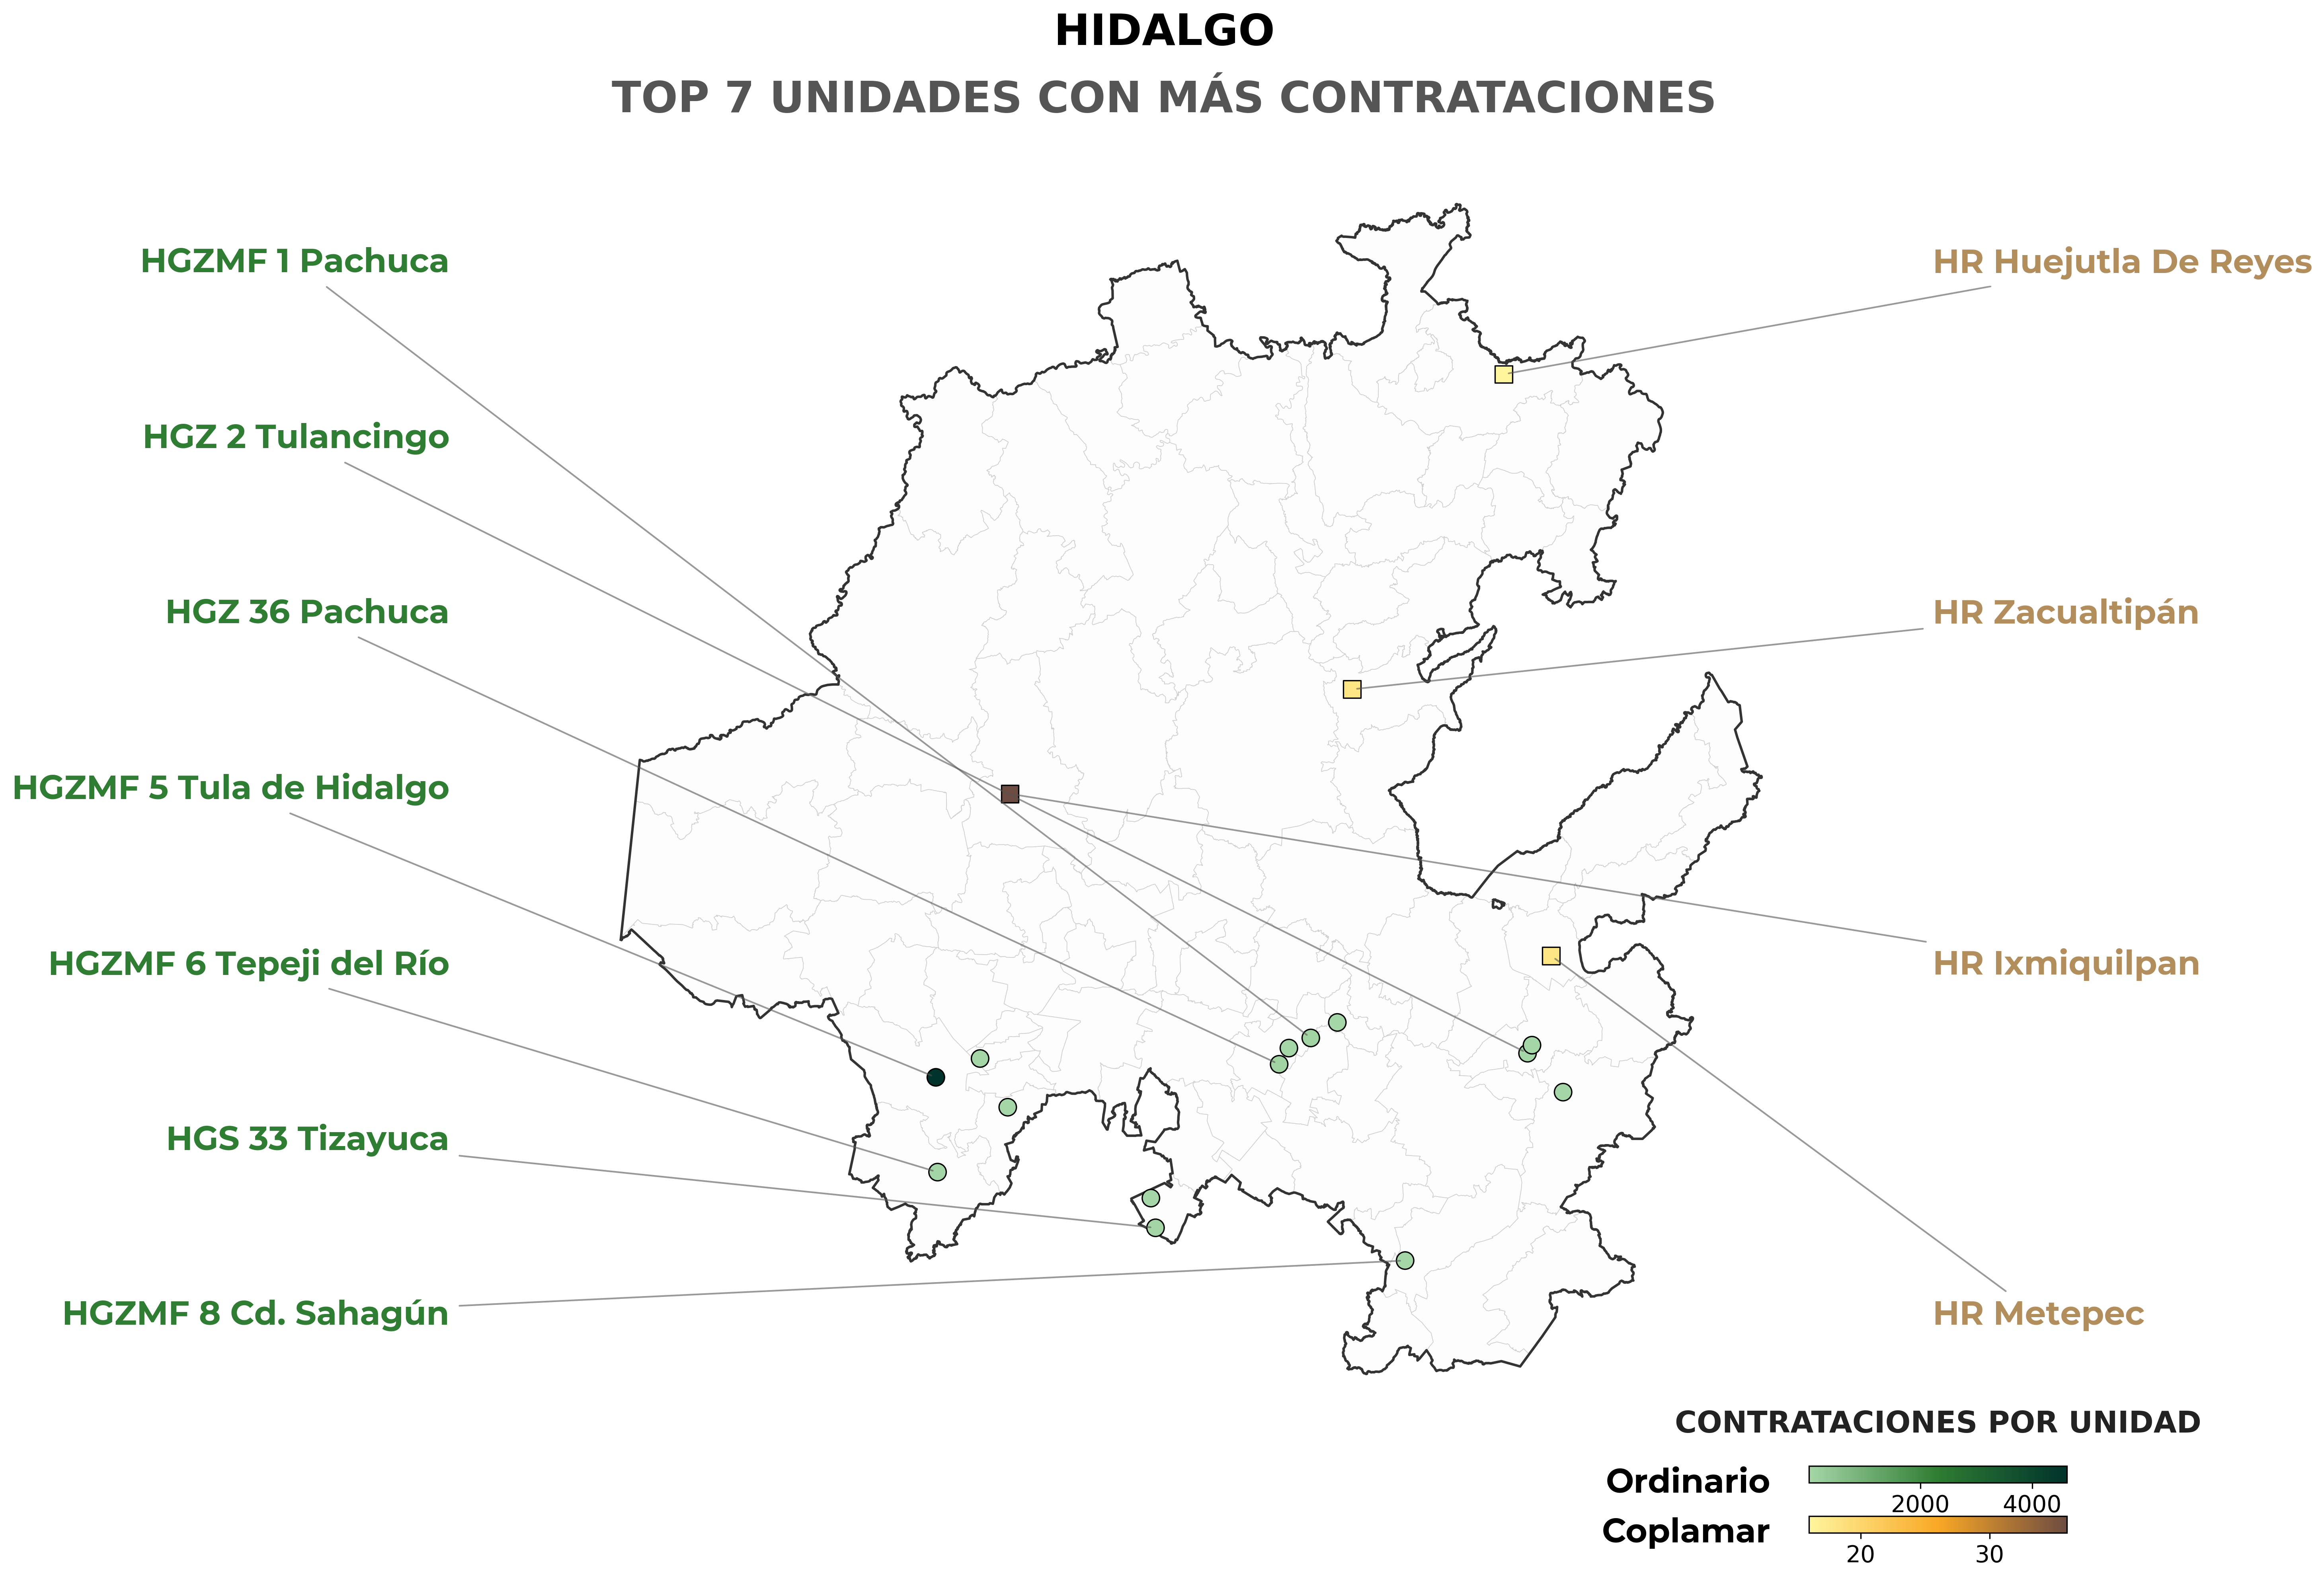 HIDALGO
TOP 7 UNIDADES CON MÁS CONTRATACIONES
HGZMF 1 Pachuca
HGZ 2 Tulancingo
HGZ 36 Pachuca
HGZMF 5 Tula de Hidalgo
HGZMF 6 Tepeji del Río
HGS 33 Tizayuca
HGZMF 8 Cd. Sahagún
HR Huejutla De Reyes
HR Zacualtipán
HR Ixmiquilpan
HR Metepec
CONTRATACIONES POR UNIDAD
Ordinario
2000 4000
Coplamar
20 30